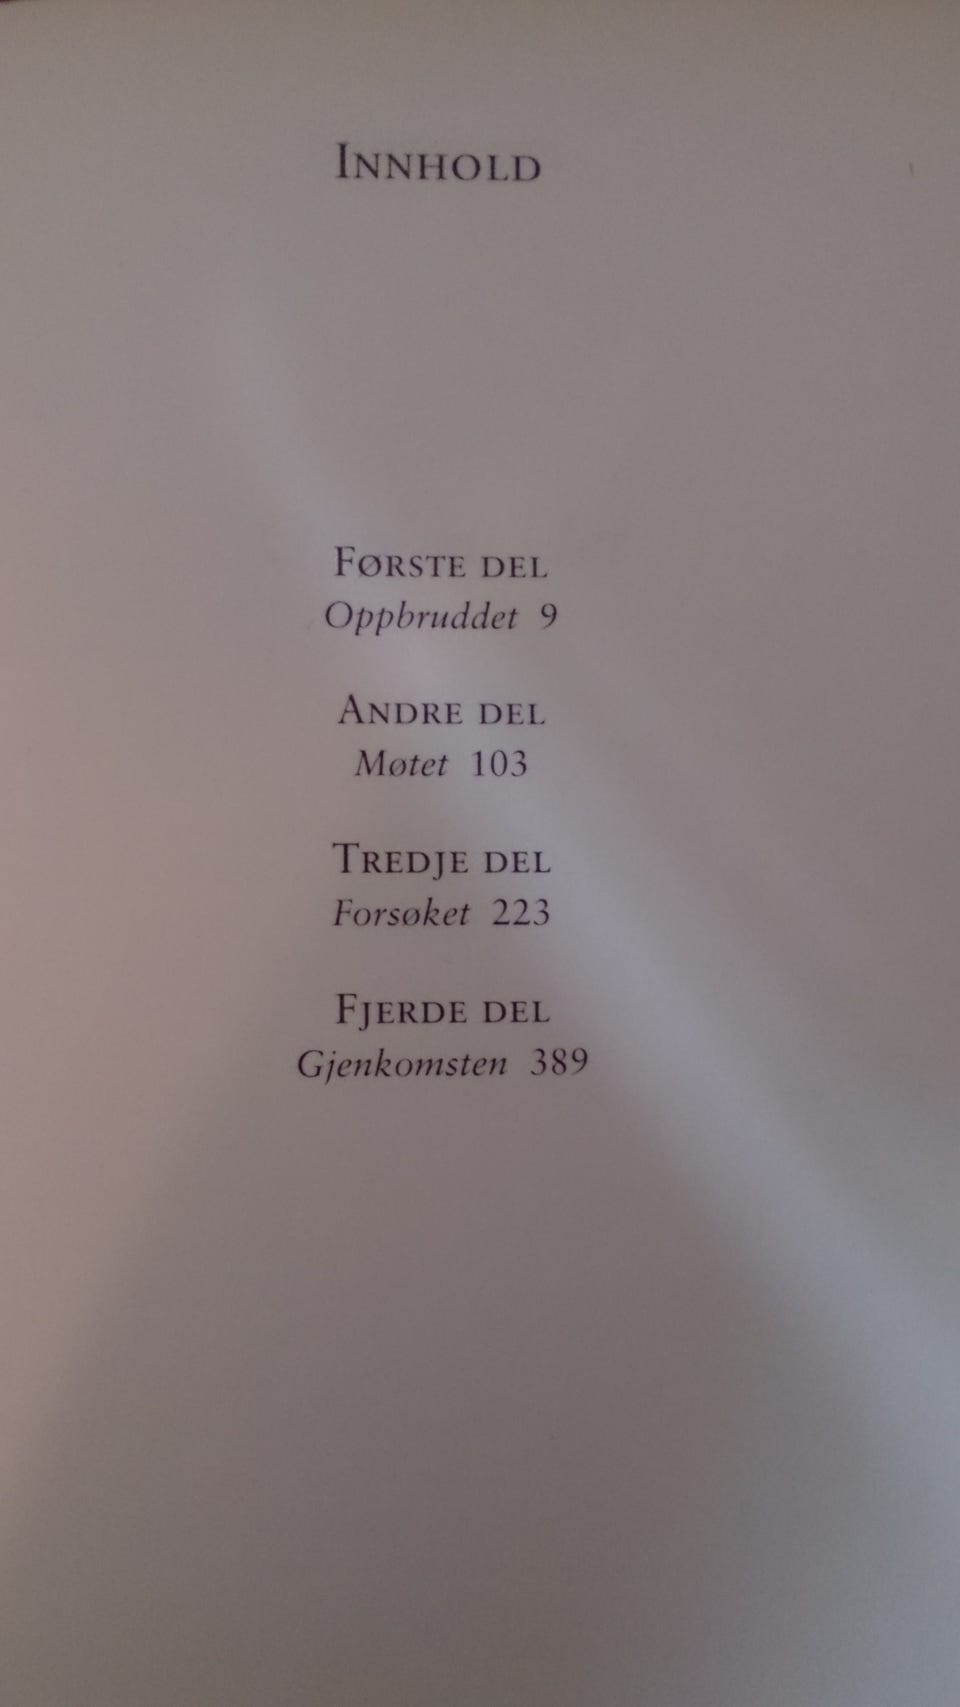 INNHOLD
FØRSTE DEL
Oppbruddet 9
ANDRE DEL
Møtet 103
TREDJE DEL
Forsøket 223
FJERDE DEL
Gjenkomsten 389